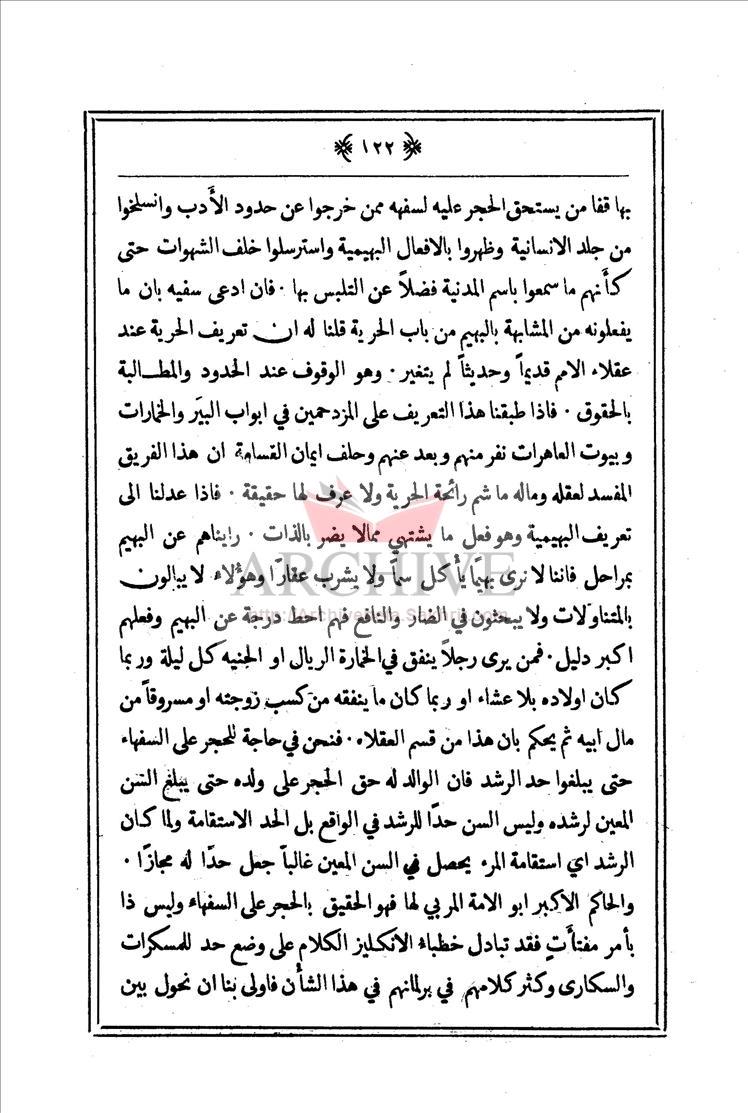 ﴿ ١٢٢ ﴾
بها قفا من يستحق الحجر عليه لسفهه ممن خرجوا عن حدود الأدب وانسلخوا
من جلد الانسانية وظهروا بالافعال البهيمية واسترسلوا خلف الشهوات حتى
كأنهم ما سمعوا باسم المدنية فضلاً عن التلبس بها . فان ادعى سفيه بان ما
يفعلونه من المشابهة بالبهيم من باب الحرية قلنا له ان تعريف الحرية عند
عقلاء الامم قديماً وحديثاً لم يتغير . وهو الوقوف عند الحدود والمطالبة
بالحقوق . فاذا طبقنا هذا التعريف على المزدحمين في ابواب البيَر والخمارات
وبيوت العاهرات نفر منهم وبعد عنهم وحلف ايمان القسامة ان هذا الفريق
المفسد لعقله وماله ما شم رائحة الحرية ولا عرف لها حقيقة . فاذا عدلنا الى
تعريف البهيمية وهو فعل ما يشتهي ممالا يضر بالذات . رايناهم عن البهيم
بمراحل فاننا لا نرى بهيما يأكل سماً ولا يشرب عقارًا وهؤلاء لا يبالون
بالمتناولات ولا يبحثون في الضار والنافع فهم احط درجة عن البهيم وفعلهم
اكبر دليل . فمن يرى رجلاً ينفق في الخمارة الريال او الجنيه كل ليلة وربما
كان اولاده بلا عشاء او ربما كان ما ينفقه من كسب زوجته او مسروقاً من
مال ابيه ثم يحكم بان هذا من قسم العقلاء . فنحن في حاجة للحجر على السفهاء
حتى يبلغوا حد الرشد فان الوالد له حق الحجر على ولده حتى يبلغ السن
المعين لرشده وليس السن حدًا للرشد في الواقع بل الحد الاستقامة ولما كان
الرشد اي استقامة المرء يحصل في السن المعين غالباً جعل حدًا له مجازًا .
والحاكم الاكبر ابو الامة المربي لها فهو الحقيق بالحجر على السفهاء وليس ذا
بأمر مفتأتٍ فقد تبادل خطباء الانكليز الكلام على وضع حد للمسكرات
والسكارى وكثر كلامهم في برلمانهم في هذا الشأن فاولى بنا ان نحول بين
ARCHIVE